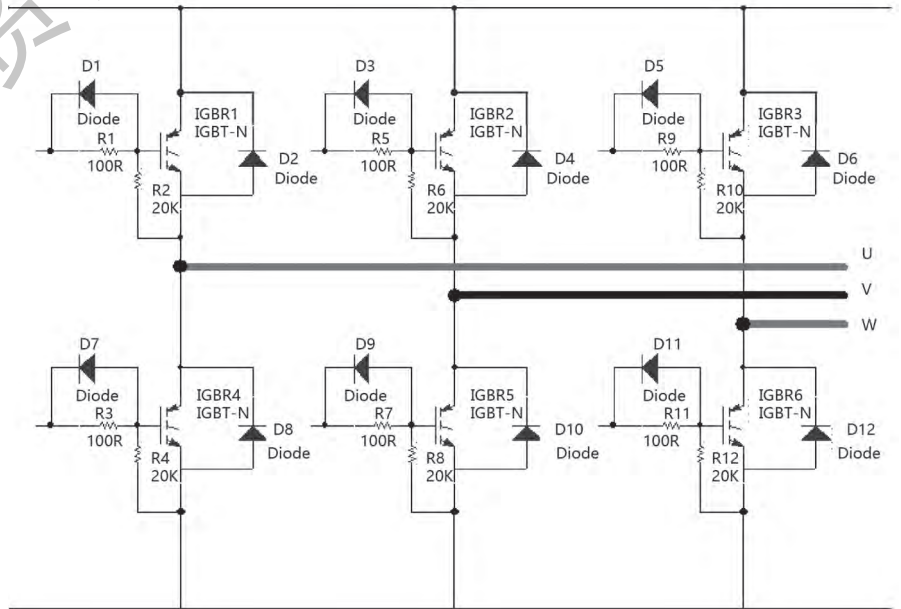 D1
Diode
R1
100R
IGBR1
IGBT-N
D2
Diode
R2
20K
D3
Diode
R5
100R
IGBR2
IGBT-N
D4
Diode
R6
20K
D5
Diode
R9
100R
IGBR3
IGBT-N
D6
Diode
R10
20K
U
V
W
D7
Diode
R3
100R
IGBR4
IGBT-N
D8
Diode
R4
20K
D9
Diode
R7
100R
IGBR5
IGBT-N
D10
Diode
R8
20K
D11
Diode
R11
100R
IGBR6
IGBT-N
D12
Diode
R12
20K